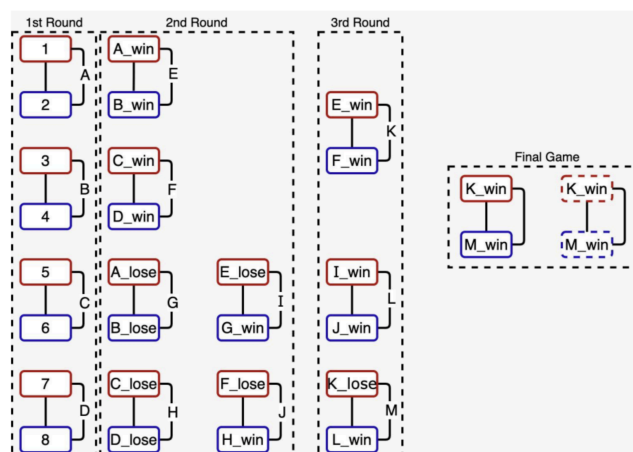 1st Round
2nd Round
3rd Round
Final Game
1
A
2
3
B
4
5
C
6
7
D
8
A_win
E
B_win
C_win
F
D_win
A_lose
G
B_lose
C_lose
H
D_lose
E_lose
I
G_win
F_lose
J
H_win
E_win
K
F_win
I_win
L
J_win
K_lose
M
L_win
K_win
M_win
K_win
M_win